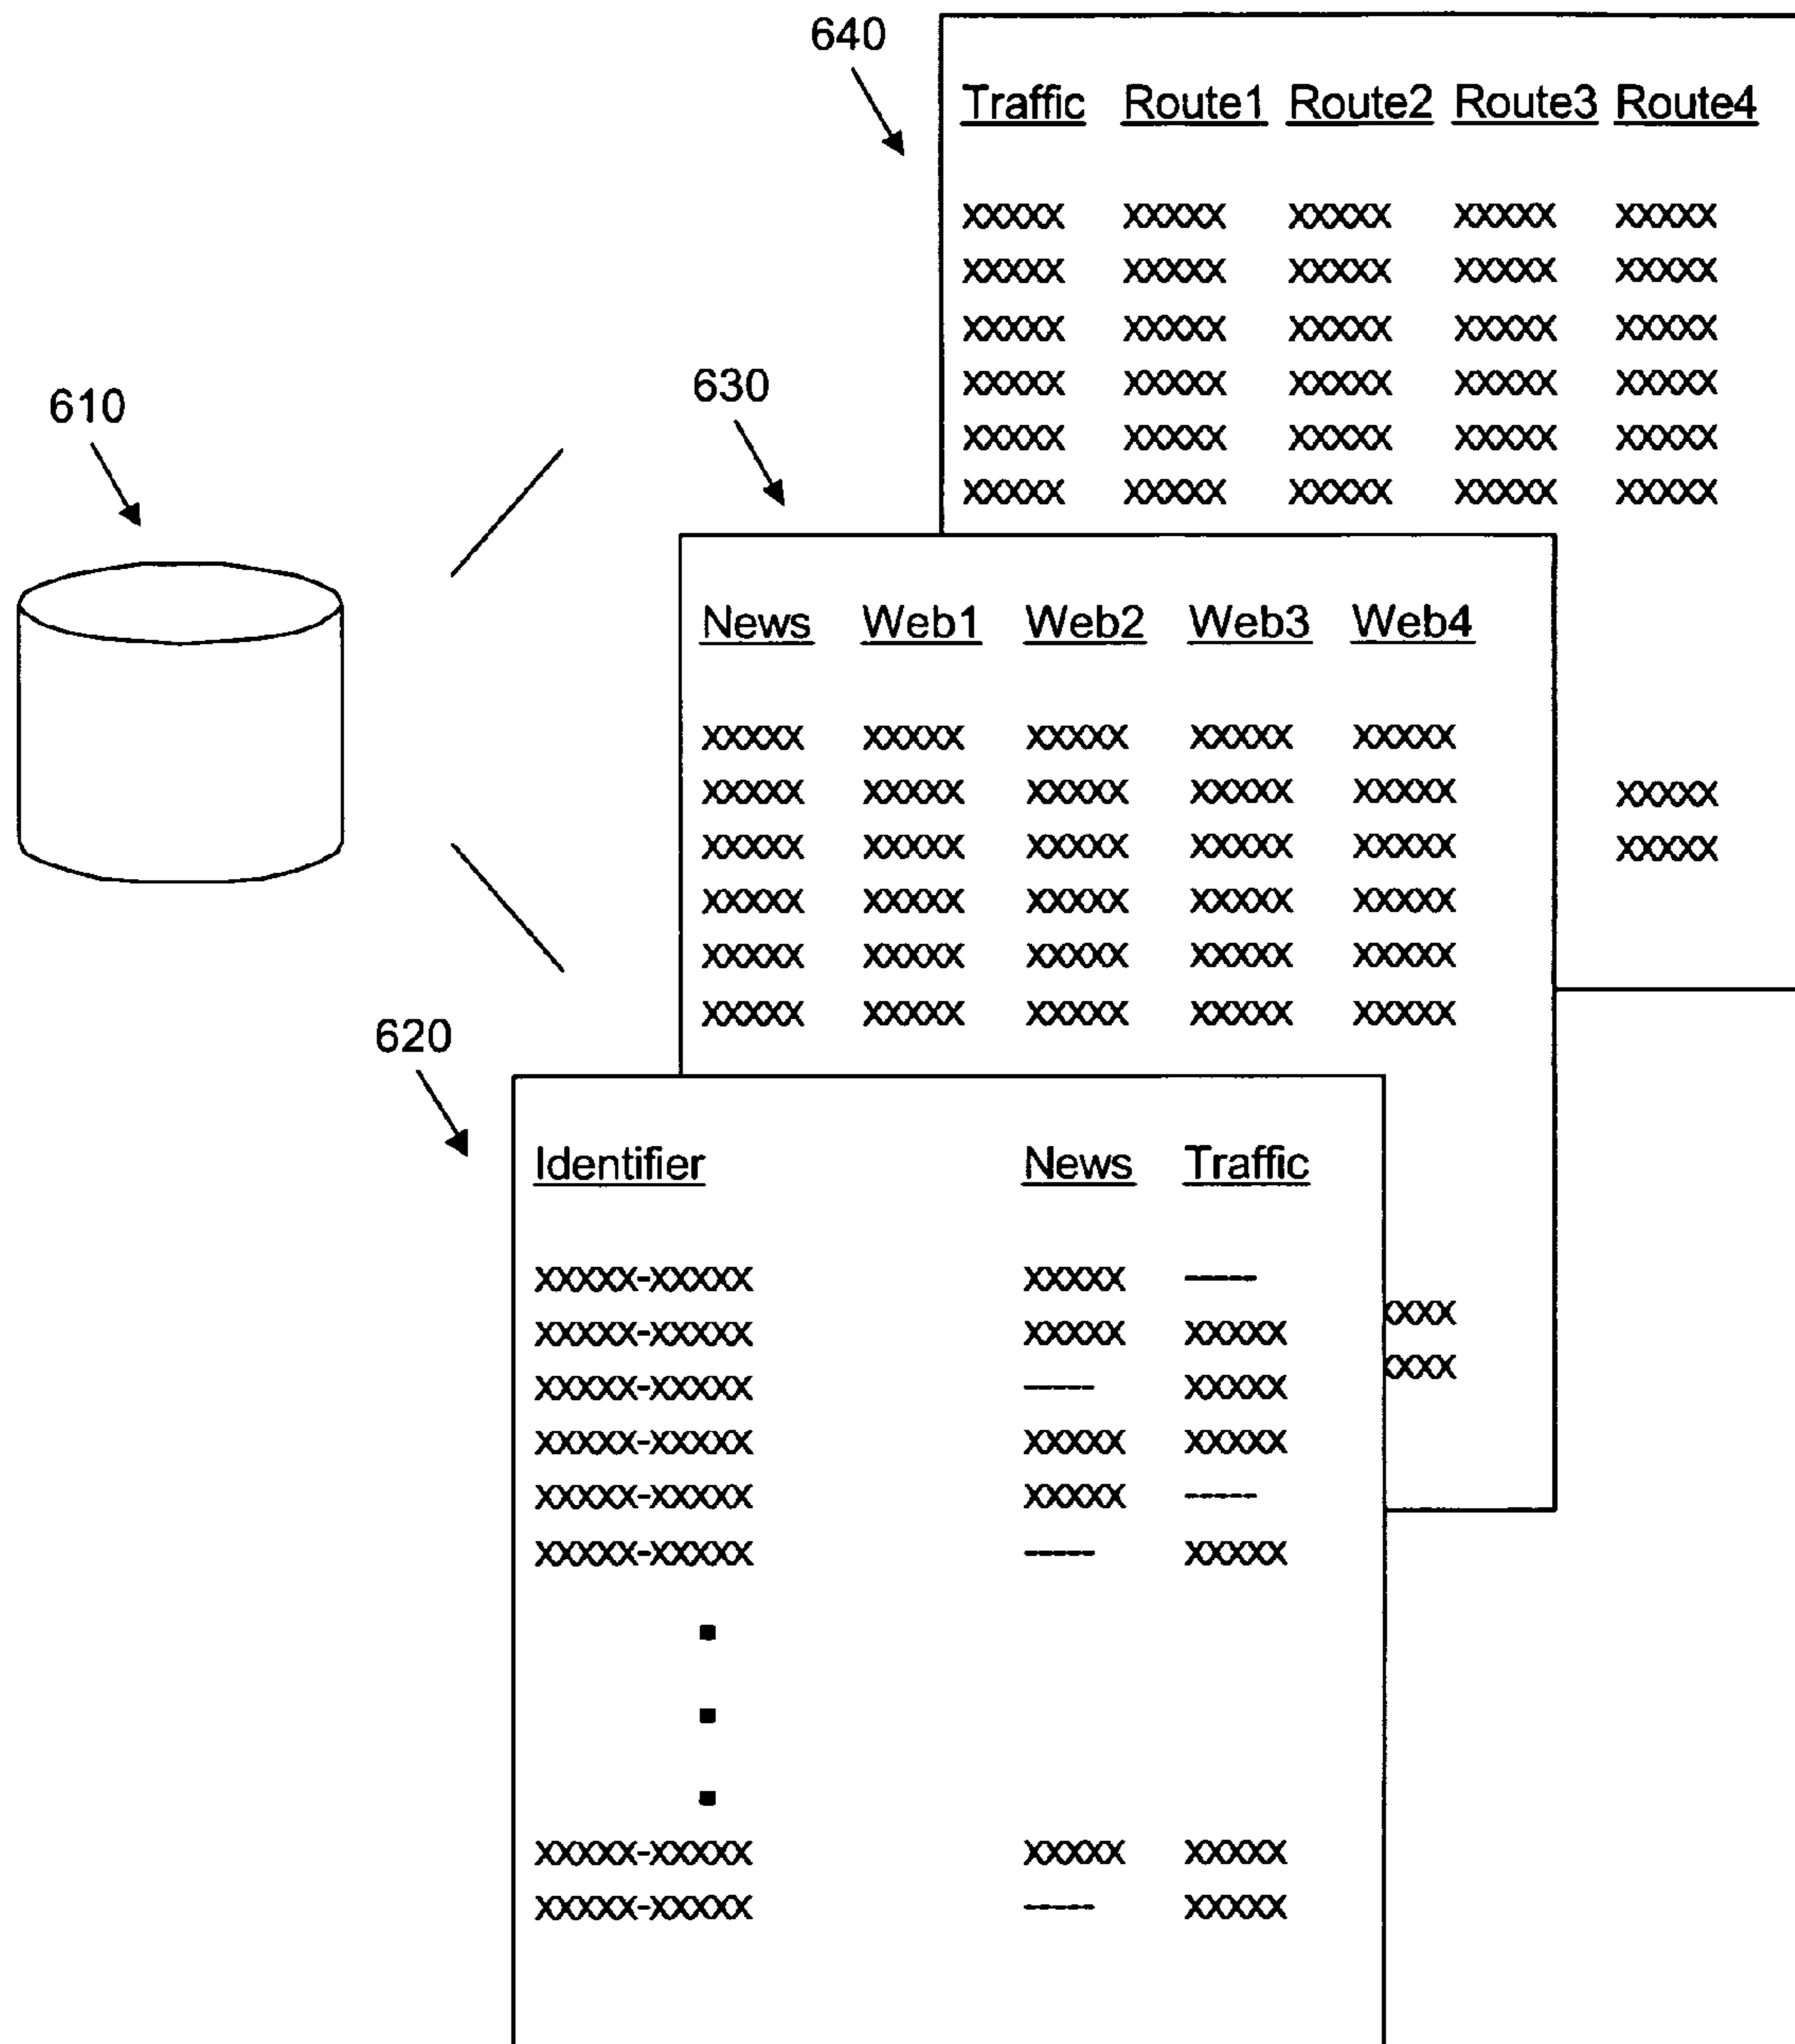 640
Traffic Route1 Route2 Route3 Route4
XXXXX XXXXX XXXXX XXXXX XXXXX
XXXXX XXXXX XXXXX XXXXX XXXXX
XXXXX XXXXX XXXXX XXXXX XXXXX
XXXXX XXXXX XXXXX XXXXX XXXXX
XXXXX XXXXX XXXXX XXXXX XXXXX
XXXXX XXXXX XXXXX XXXXX XXXXX
XXXXX
XXXXX
630
610
News Web1 Web2 Web3 Web4
XXXXX XXXXX XXXXX XXXXX XXXXX
XXXXX XXXXX XXXXX XXXXX XXXXX
XXXXX XXXXX XXXXX XXXXX XXXXX
XXXXX XXXXX XXXXX XXXXX XXXXX
XXXXX XXXXX XXXXX XXXXX XXXXX
XXXXX XXXXX XXXXX XXXXX XXXXX
XXXX
XXXX
620
Identifier News Traffic
XXXXX-XXXXX XXXXX -----
XXXXX-XXXXX XXXXX XXXXX
XXXXX-XXXXX ----- XXXXX
XXXXX-XXXXX XXXXX XXXXX
XXXXX-XXXXX XXXXX -----
XXXXX-XXXXX ----- XXXXX
XXXXX-XXXXX XXXXX XXXXX
XXXXX-XXXXX ----- XXXXX